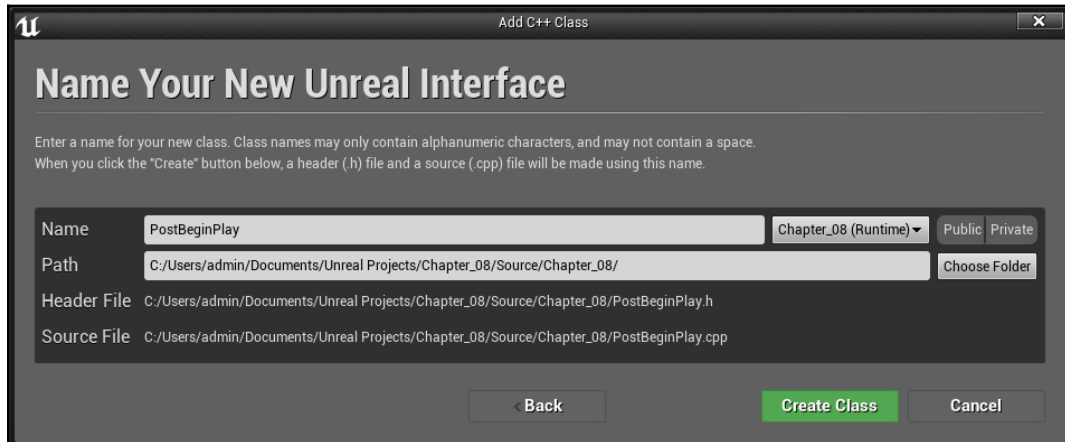 Add C++ Class
Name Your New Unreal Interface
Enter a name for your new class. Class names may only contain alphanumeric characters, and may not contain a space.
When you click the "Create" button below, a header (.h) file and a source (.cpp) file will be made using this name.
Name PostBeginPlay Chapter_08 (Runtime) Public Private
Path C:/Users/admin/Documents/Unreal Projects/Chapter_08/Source/Chapter_08/ Choose Folder
Header File C:/Users/admin/Documents/Unreal Projects/Chapter_08/Source/Chapter_08/PostBeginPlay.h
Source File C:/Users/admin/Documents/Unreal Projects/Chapter_08/Source/Chapter_08/PostBeginPlay.cpp
Back Create Class Cancel